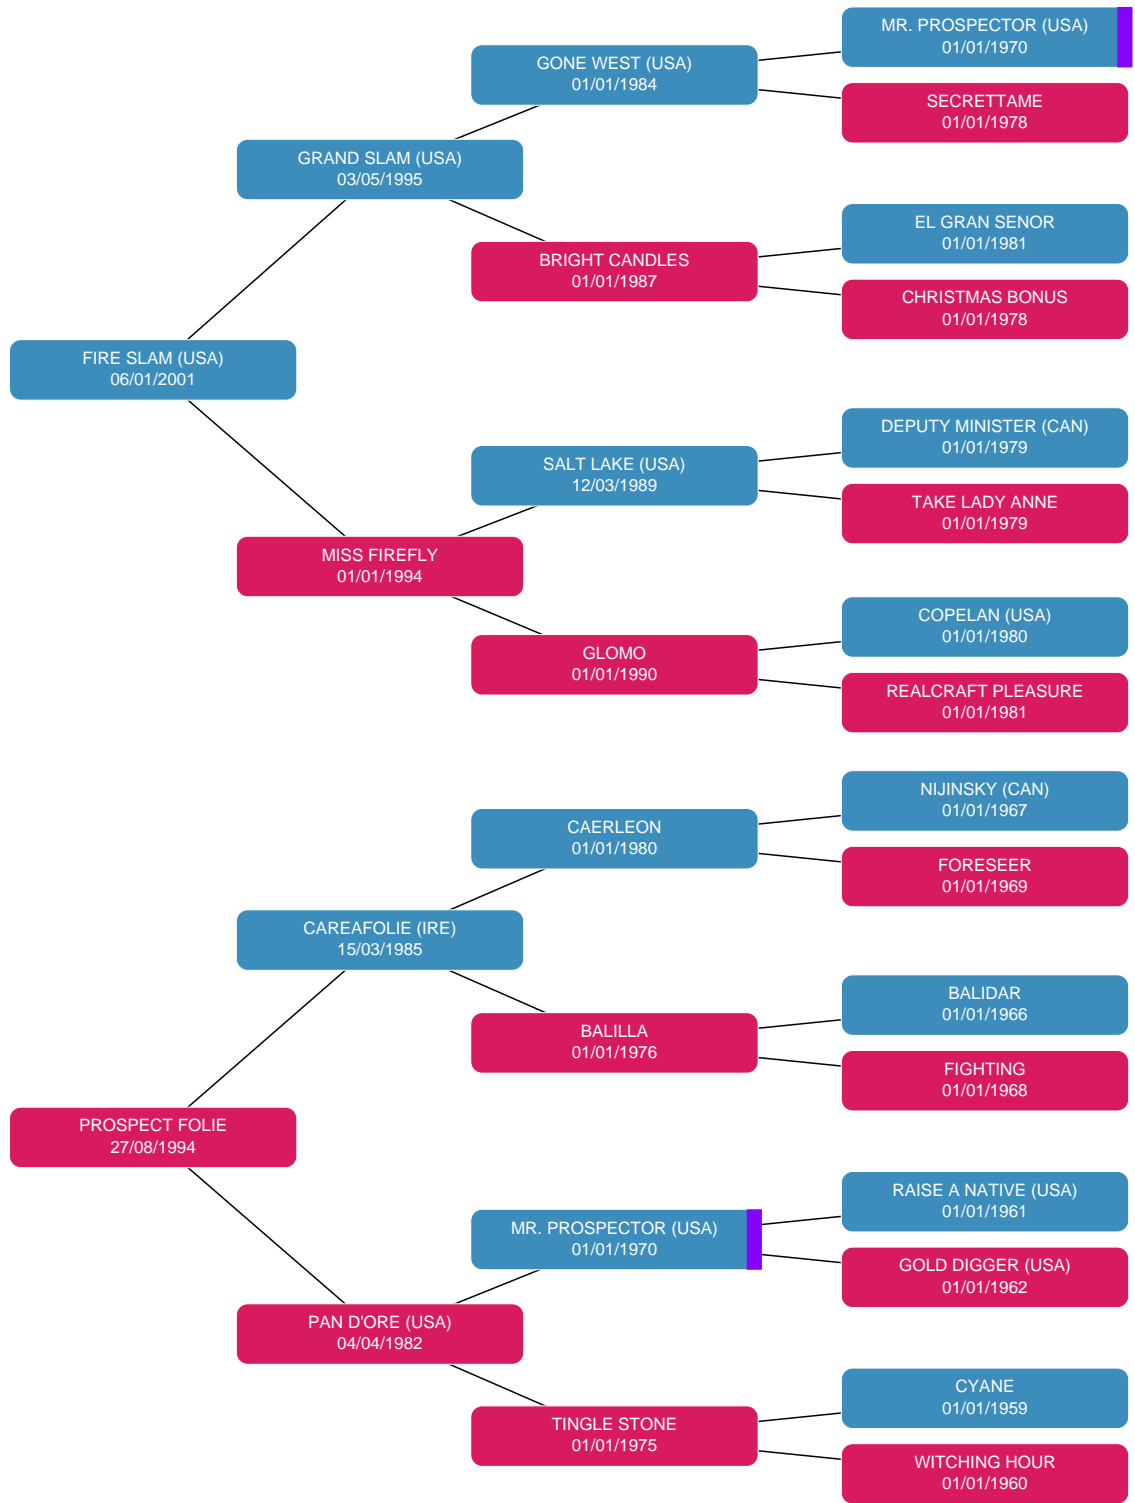 MR. PROSPECTOR (USA)
01/01/1970
GONE WEST (USA)
01/01/1984
SECRETTAME
01/01/1978
GRAND SLAM (USA)
03/05/1995
EL GRAN SENOR
01/01/1981
BRIGHT CANDLES
01/01/1987
CHRISTMAS BONUS
01/01/1978
FIRE SLAM (USA)
06/01/2001
DEPUTY MINISTER (CAN)
01/01/1979
SALT LAKE (USA)
12/03/1989
TAKE LADY ANNE
01/01/1979
MISS FIREFLY
01/01/1994
COPELAN (USA)
01/01/1980
GLOMO
01/01/1990
REALCRAFT PLEASURE
01/01/1981
NIJINSKY (CAN)
01/01/1967
CAERLEON
01/01/1980
FORESEER
01/01/1969
CAREAFOLIE (IRE)
15/03/1985
BALIDAR
01/01/1966
BALILLA
01/01/1976
FIGHTING
01/01/1968
PROSPECT FOLIE
27/08/1994
RAISE A NATIVE (USA)
01/01/1961
MR. PROSPECTOR (USA)
01/01/1970
GOLD DIGGER (USA)
01/01/1962
PAN D'ORE (USA)
04/04/1982
CYANE
01/01/1959
TINGLE STONE
01/01/1975
WITCHING HOUR
01/01/1960